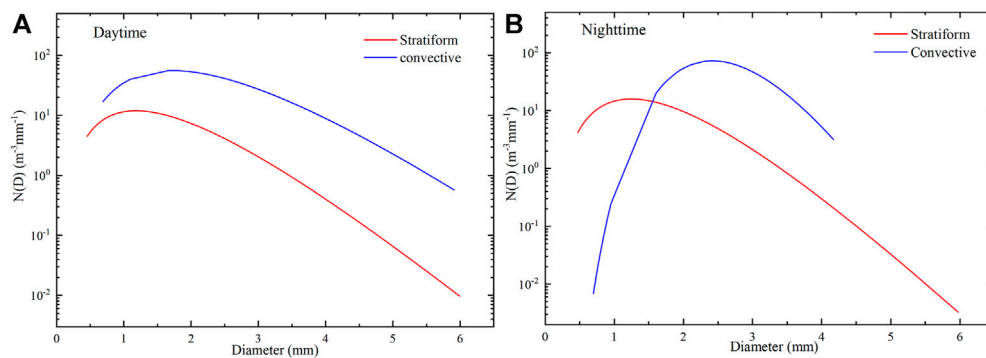 A
Daytime
Stratiform
convective
N(D) (m⁻³mm⁻¹)
10²
10¹
10⁰
10⁻¹
10⁻²
0 1 2 3 4 5 6
Diameter (mm)
B
Nighttime
Stratiform
Convective
N(D) (m⁻³mm⁻¹)
10²
10¹
10⁰
10⁻¹
10⁻²
0 1 2 3 4 5 6
Diameter (mm)